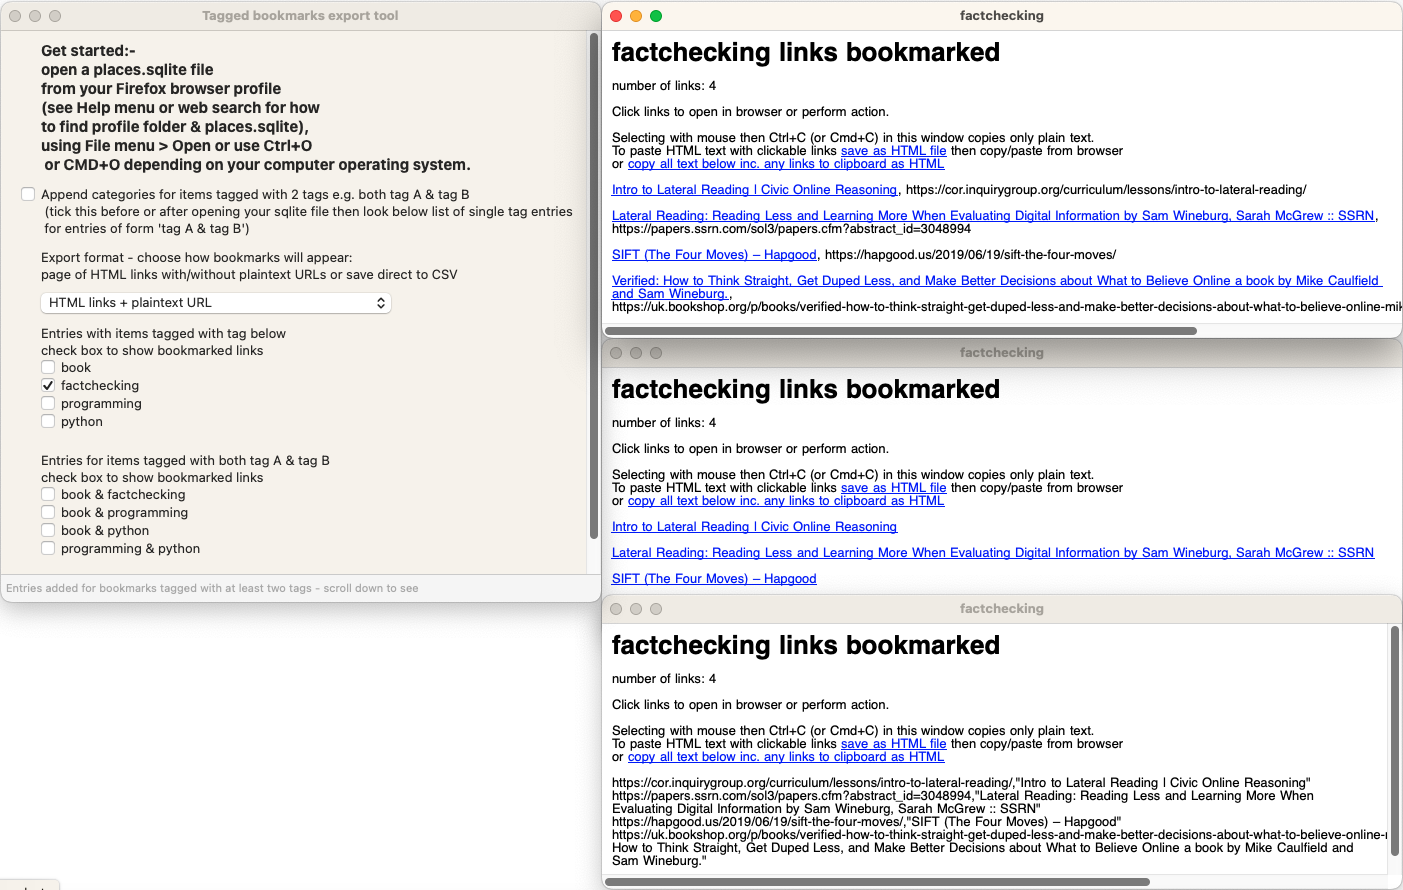 Tagged bookmarks export tool
Get started:-
open a places.sqlite file
from your Firefox browser profile
(see Help menu or web search for how
to find profile folder & places.sqlite),
using File menu > Open or use Ctrl+O
or CMD+O depending on your computer operating system.
Append categories for items tagged with 2 tags e.g. both tag A & tag B
(tick this before or after opening your sqlite file then look below list of single tag entries
for entries of form 'tag A & tag B')
Export format - choose how bookmarks will appear:
page of HTML links with/without plaintext URLs or save direct to CSV
HTML links + plaintext URL
Entries with items tagged with tag below
check box to show bookmarked links
book
factchecking
programming
python
Entries for items tagged with both tag A & tag B
check box to show bookmarked links
book & factchecking
book & programming
book & python
programming & python
Entries added for bookmarks tagged with at least two tags - scroll down to see
factchecking
factchecking links bookmarked
number of links: 4
Click links to open in browser or perform action.
Selecting with mouse then Ctrl+C (or Cmd+C) in this window copies only plain text.
To paste HTML text with clickable links save as HTML file then copy/paste from browser
or copy all text below inc. any links to clipboard as HTML
Intro to Lateral Reading | Civic Online Reasoning, https://cor.inquirygroup.org/curriculum/lessons/intro-to-lateral-reading/
Lateral Reading: Reading Less and Learning More When Evaluating Digital Information by Sam Wineburg, Sarah McGrew :: SSRN,
https://papers.ssrn.com/sol3/papers.cfm?abstract_id=3048994
SIFT (The Four Moves) – Hapgood, https://hapgood.us/2019/06/19/sift-the-four-moves/
Verified: How to Think Straight, Get Duped Less, and Make Better Decisions about What to Believe Online a book by Mike Caulfield
and Sam Wineburg.,
https://uk.bookshop.org/p/books/verified-how-to-think-straight-get-duped-less-and-make-better-decisions-about-what-to-believe-online-mi
factchecking
factchecking links bookmarked
number of links: 4
Click links to open in browser or perform action.
Selecting with mouse then Ctrl+C (or Cmd+C) in this window copies only plain text.
To paste HTML text with clickable links save as HTML file then copy/paste from browser
or copy all text below inc. any links to clipboard as HTML
Intro to Lateral Reading | Civic Online Reasoning
Lateral Reading: Reading Less and Learning More When Evaluating Digital Information by Sam Wineburg, Sarah McGrew :: SSRN
SIFT (The Four Moves) – Hapgood
factchecking
factchecking links bookmarked
number of links: 4
Click links to open in browser or perform action.
Selecting with mouse then Ctrl+C (or Cmd+C) in this window copies only plain text.
To paste HTML text with clickable links save as HTML file then copy/paste from browser
or copy all text below inc. any links to clipboard as HTML
https://cor.inquirygroup.org/curriculum/lessons/intro-to-lateral-reading/,"Intro to Lateral Reading | Civic Online Reasoning"
https://papers.ssrn.com/sol3/papers.cfm?abstract_id=3048994,"Lateral Reading: Reading Less and Learning More When
Evaluating Digital Information by Sam Wineburg, Sarah McGrew :: SSRN"
https://hapgood.us/2019/06/19/sift-the-four-moves/,"SIFT (The Four Moves) – Hapgood"
https://uk.bookshop.org/p/books/verified-how-to-think-straight-get-duped-less-and-make-better-decisions-about-what-to-believe-online-
How to Think Straight, Get Duped Less, and Make Better Decisions about What to Believe Online a book by Mike Caulfield and
Sam Wineburg."